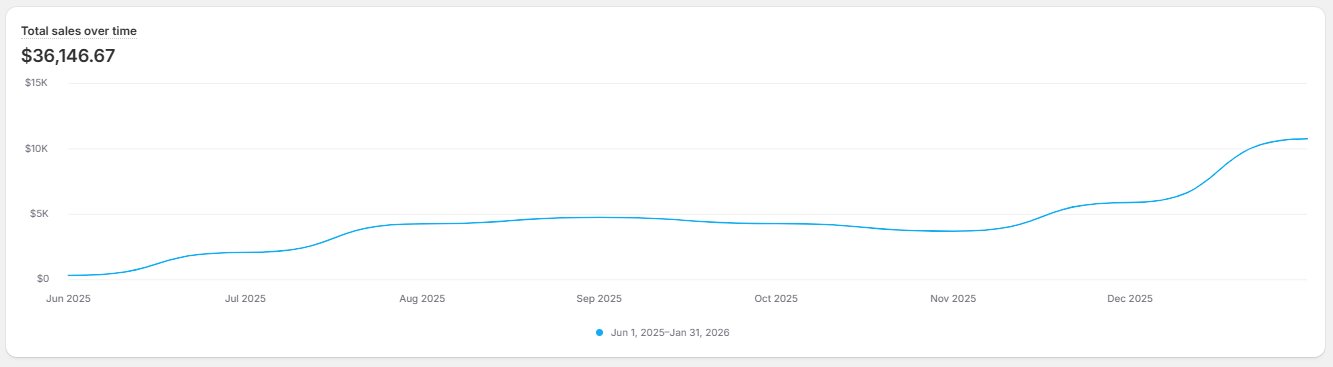 Total sales over time
$36,146.67
$15K
$10K
$5K
$0
Jun 2025 Jul 2025 Aug 2025 Sep 2025 Oct 2025 Nov 2025 Dec 2025
Jun 1, 2025–Jan 31, 2026